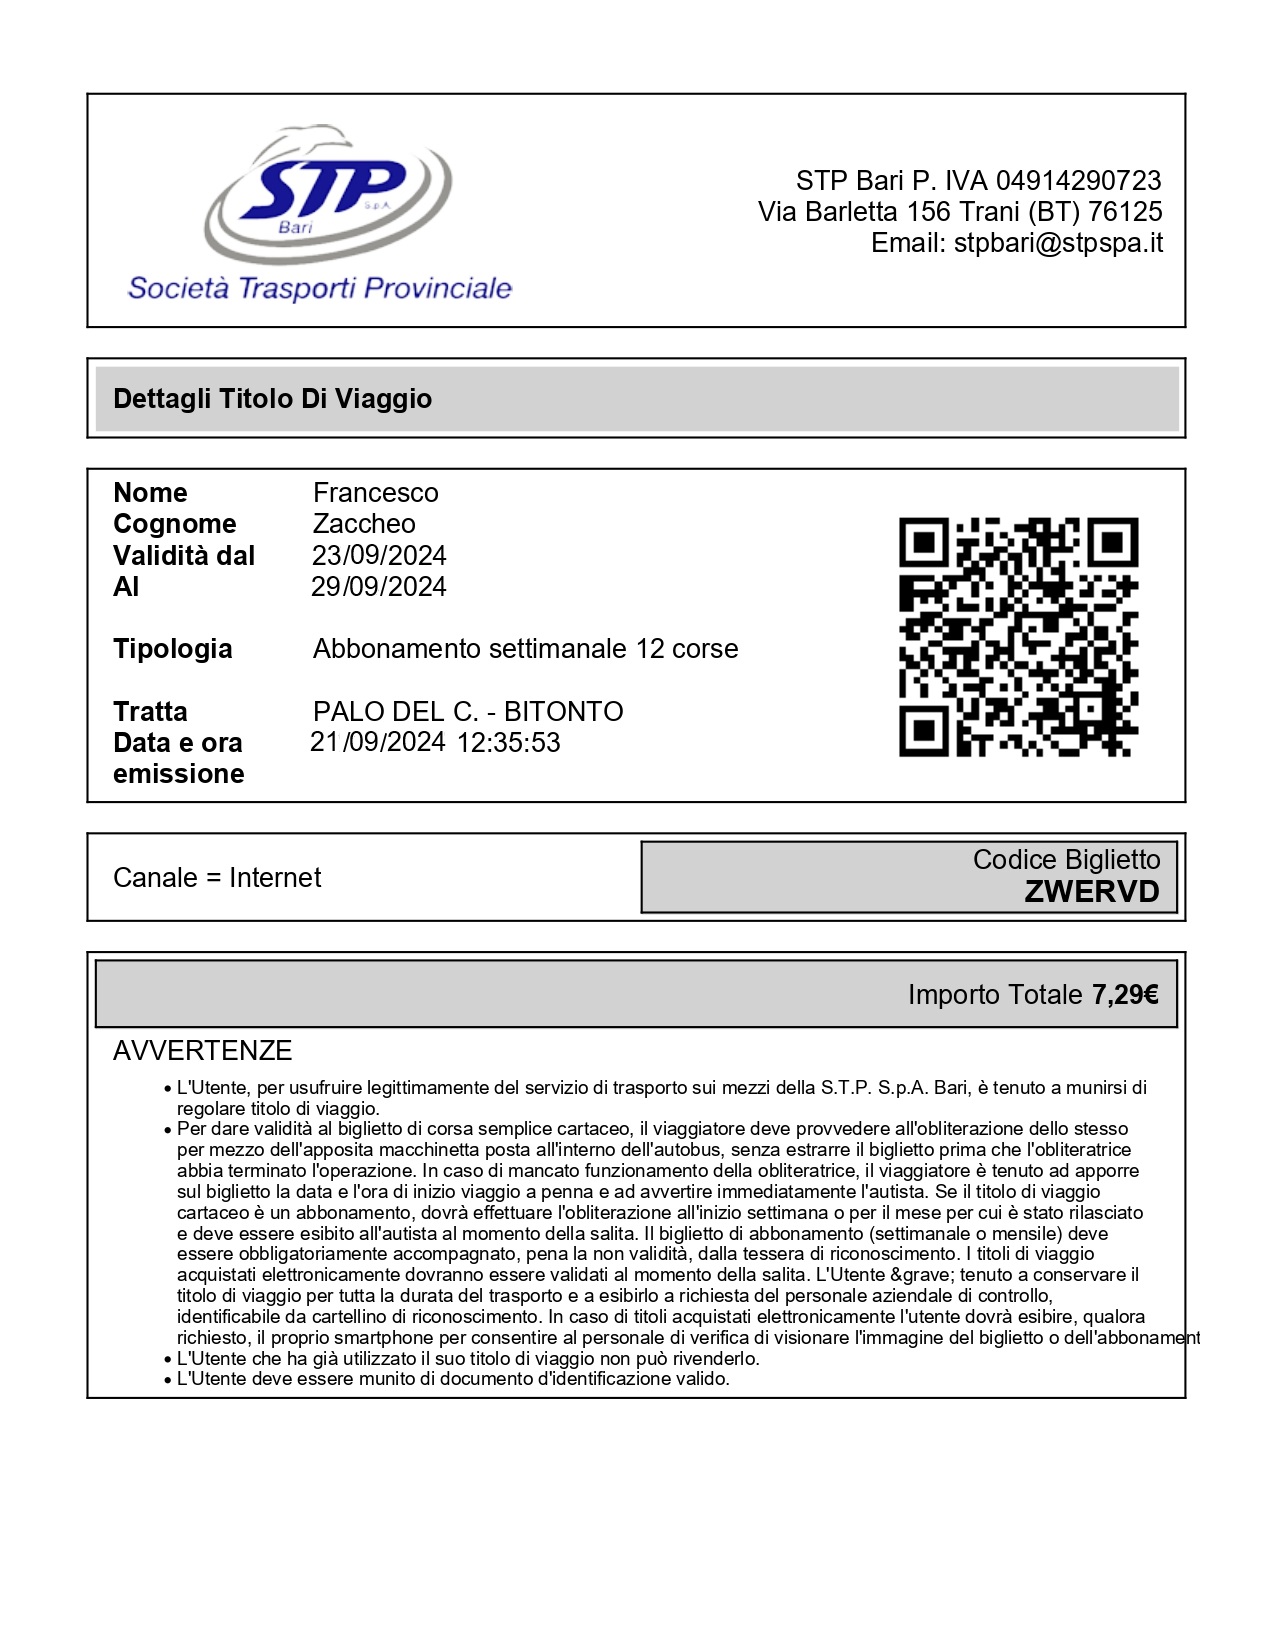 STP
S.p.A.
Bari
Società Trasporti Provinciale
STP Bari P. IVA 04914290723
Via Barletta 156 Trani (BT) 76125
Email: stpbari@stpspa.it
Dettagli Titolo Di Viaggio
Nome Francesco
Cognome Zaccheo
Validità dal 23/09/2024
Al 29/09/2024
Tipologia Abbonamento settimanale 12 corse
Tratta PALO DEL C. - BITONTO
Data e ora 21/09/2024 12:35:53
emissione
Canale = Internet
Codice Biglietto
ZWERVD
Importo Totale 7,29€
AVVERTENZE
• L'Utente, per usufruire legittimamente del servizio di trasporto sui mezzi della S.T.P. S.p.A. Bari, è tenuto a munirsi di
regolare titolo di viaggio.
• Per dare validità al biglietto di corsa semplice cartaceo, il viaggiatore deve provvedere all'obliterazione dello stesso
per mezzo dell'apposita macchinetta posta all'interno dell'autobus, senza estrarre il biglietto prima che l'obliteratrice
abbia terminato l'operazione. In caso di mancato funzionamento della obliteratrice, il viaggiatore è tenuto ad apporre
sul biglietto la data e l'ora di inizio viaggio a penna e ad avvertire immediatamente l'autista. Se il titolo di viaggio
cartaceo è un abbonamento, dovrà effettuare l'obliterazione all'inizio settimana o per il mese per cui è stato rilasciato
e deve essere esibito all'autista al momento della salita. Il biglietto di abbonamento (settimanale o mensile) deve
essere obbligatoriamente accompagnato, pena la non validità, dalla tessera di riconoscimento. I titoli di viaggio
acquistati elettronicamente dovranno essere validati al momento della salita. L'Utente &grave; tenuto a conservare il
titolo di viaggio per tutta la durata del trasporto e a esibirlo a richiesta del personale aziendale di controllo,
identificabile da cartellino di riconoscimento. In caso di titoli acquistati elettronicamente l'utente dovrà esibire, qualora
richiesto, il proprio smartphone per consentire al personale di verifica di visionare l'immagine del biglietto o dell'abbonament
• L'Utente che ha già utilizzato il suo titolo di viaggio non può rivenderlo.
• L'Utente deve essere munito di documento d'identificazione valido.